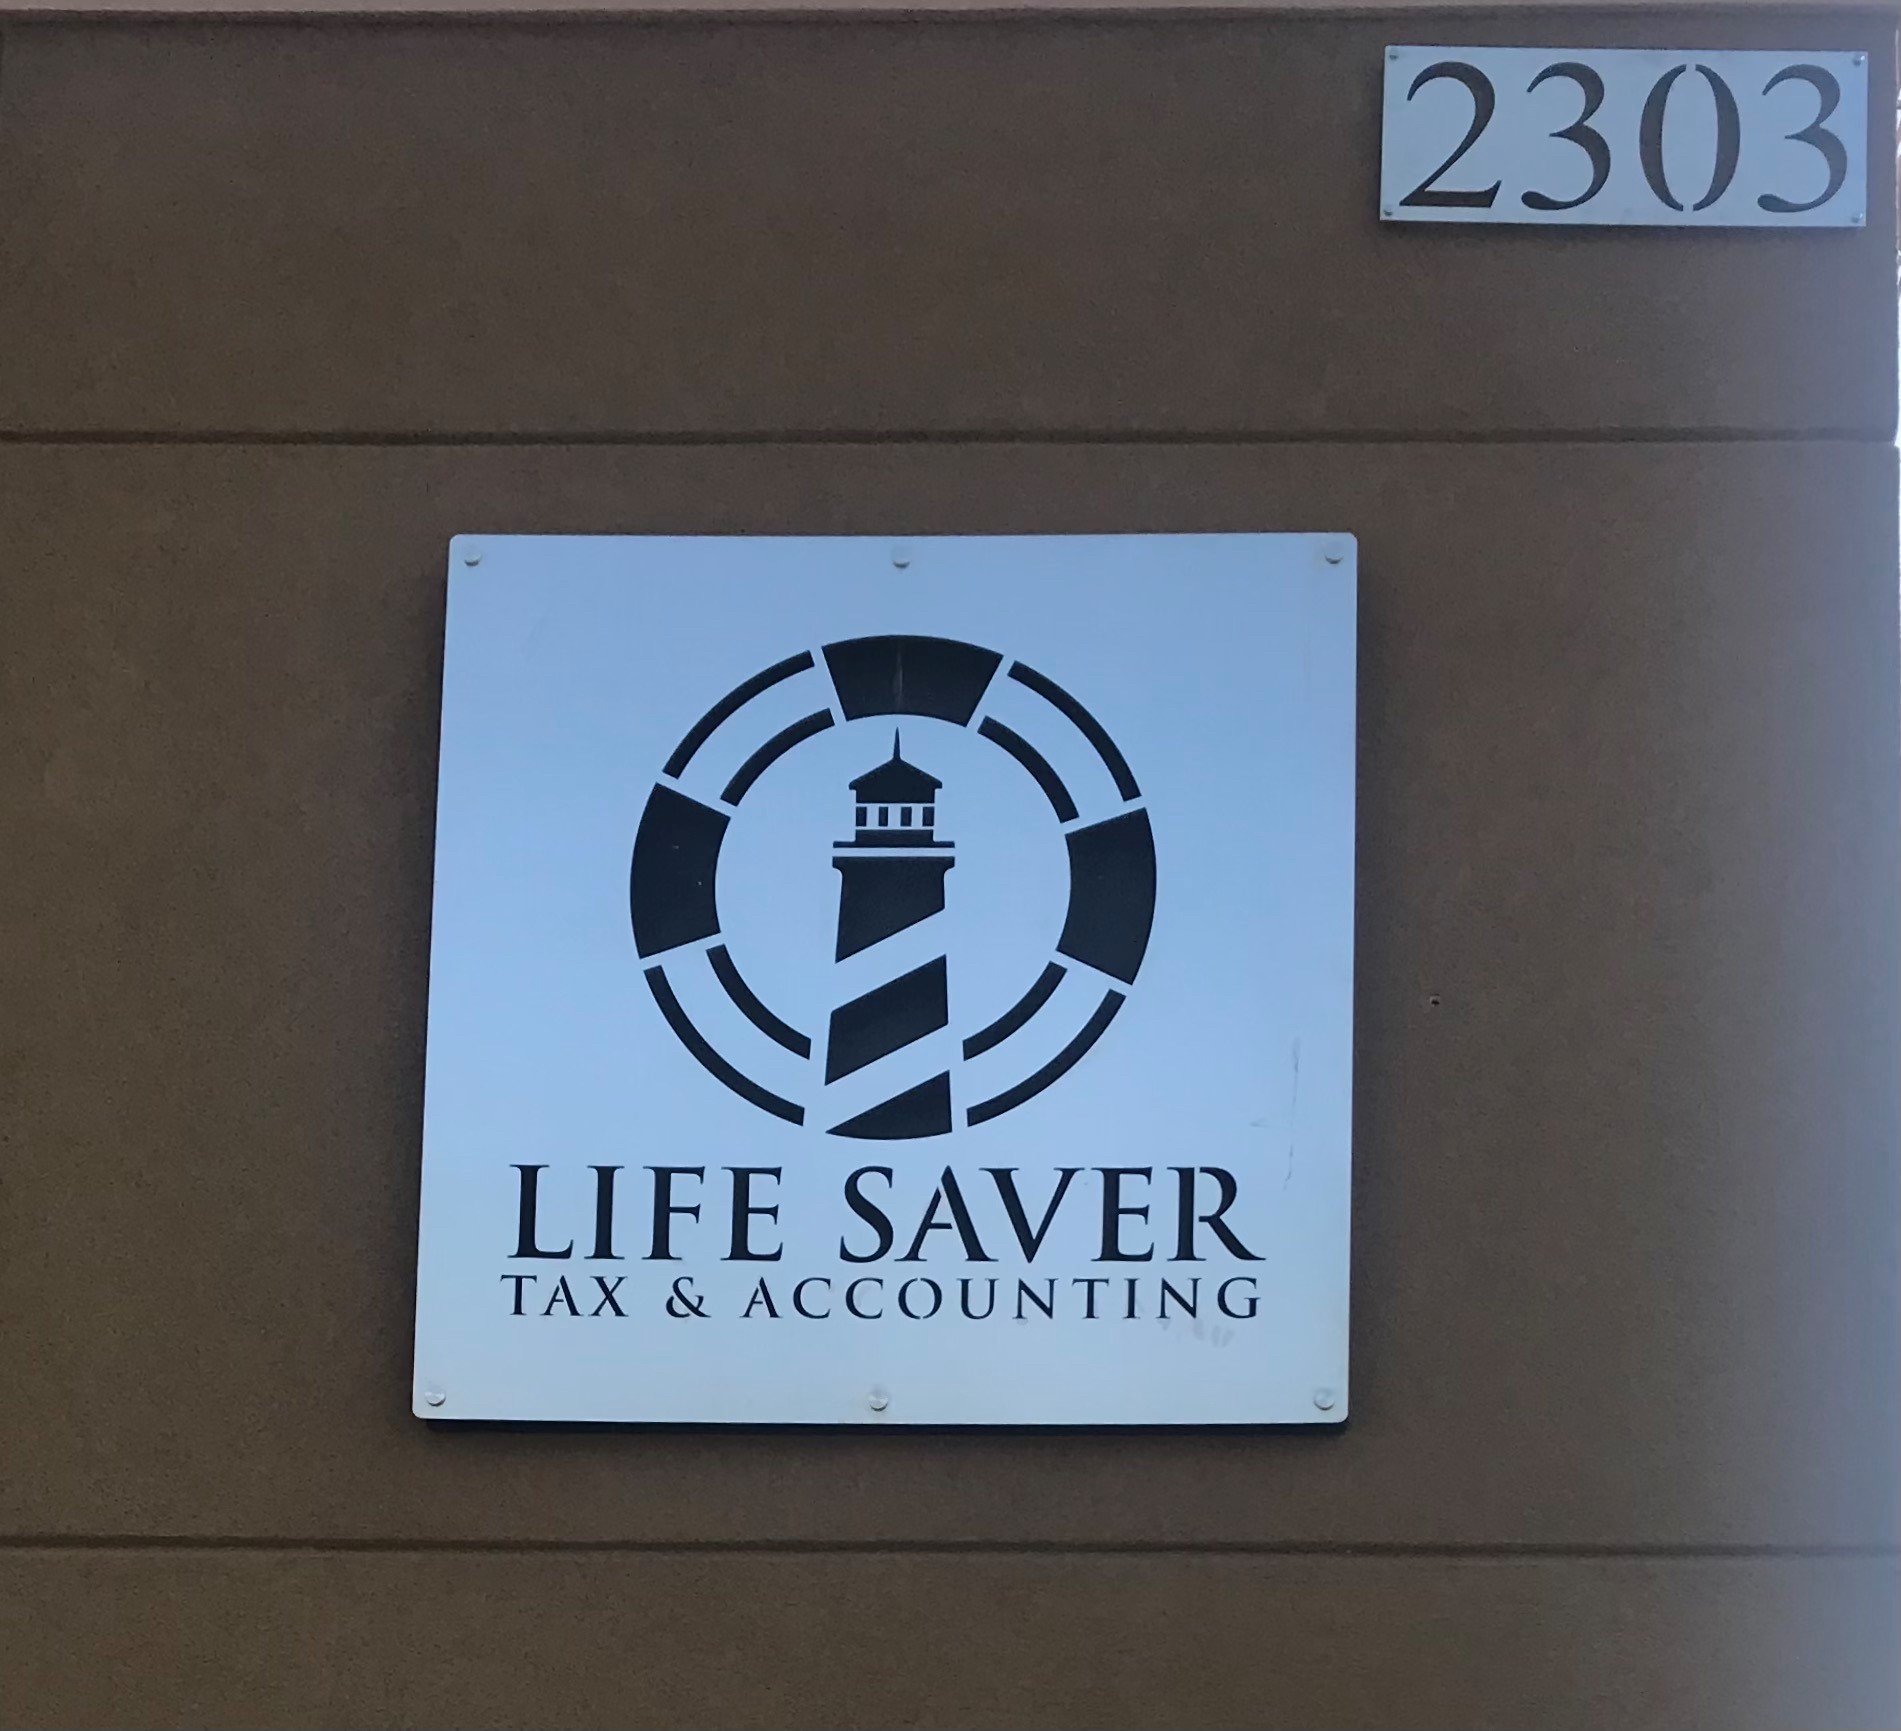 2303
LIFE SAVER
TAX & ACCOUNTING